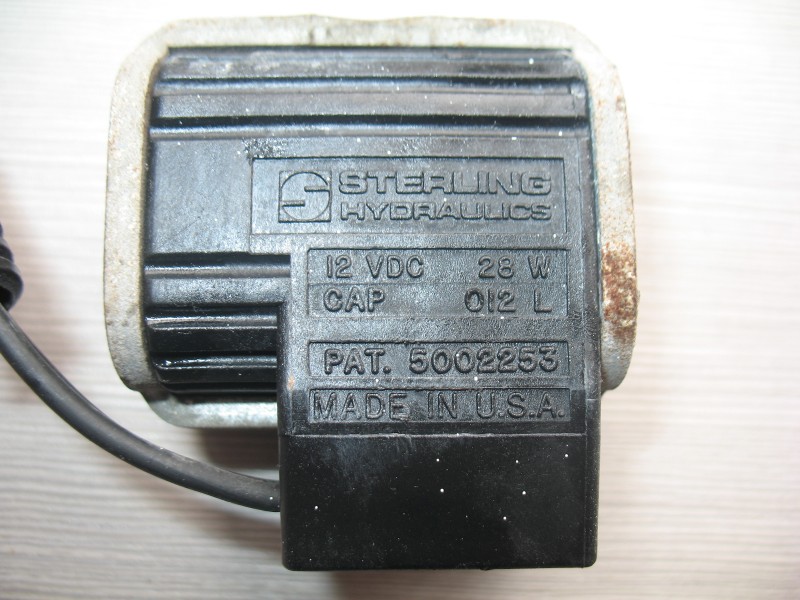 STERLING
HYDRAULICS
12 VDC 28 W
CAP 012 L
PAT. 5002253
MADE IN U.S.A.